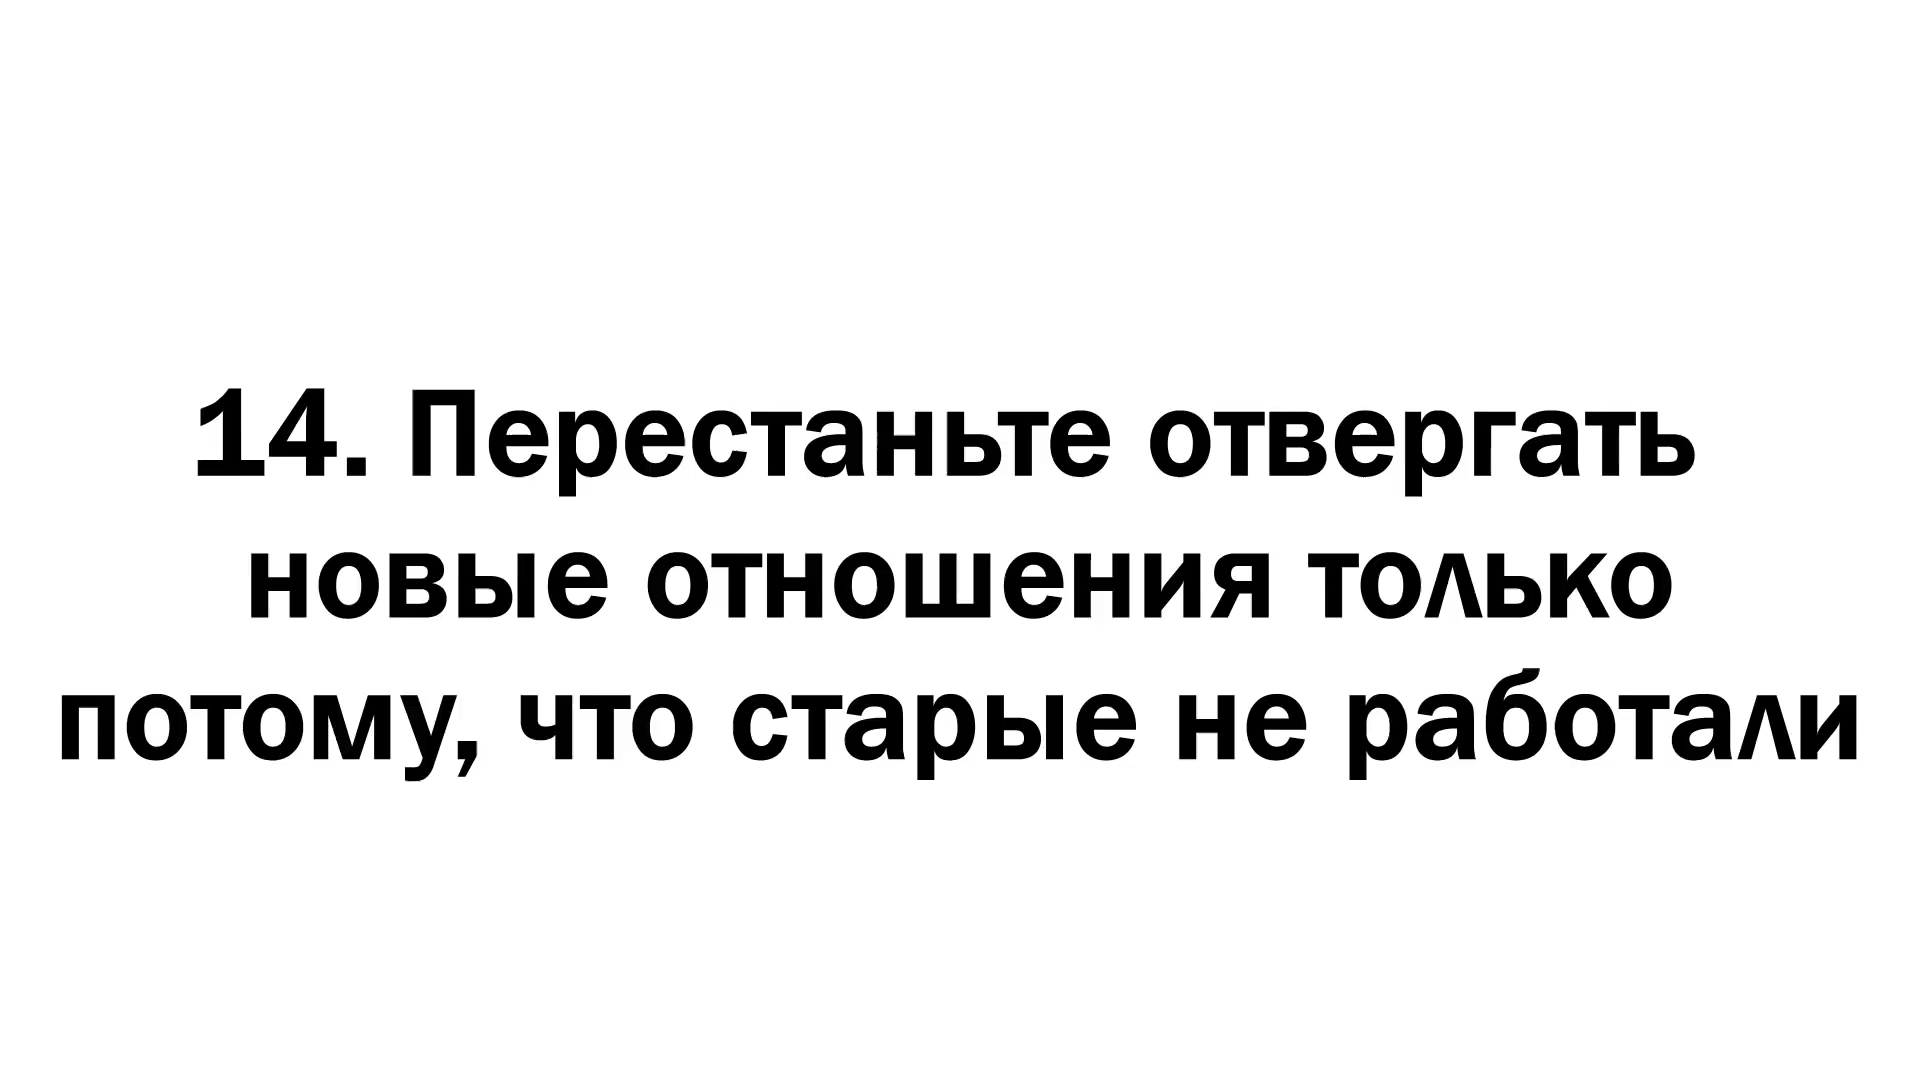 14. Перестаньте отвергать
новые отношения только
потому, что старые не работали